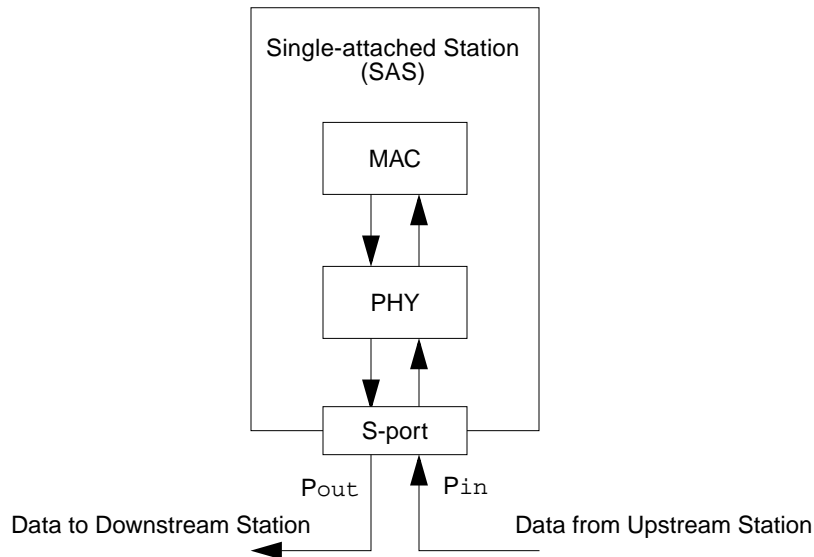 Single-attached Station
(SAS)
MAC
PHY
S-port
Pout
Pin
Data to Downstream Station
Data from Upstream Station